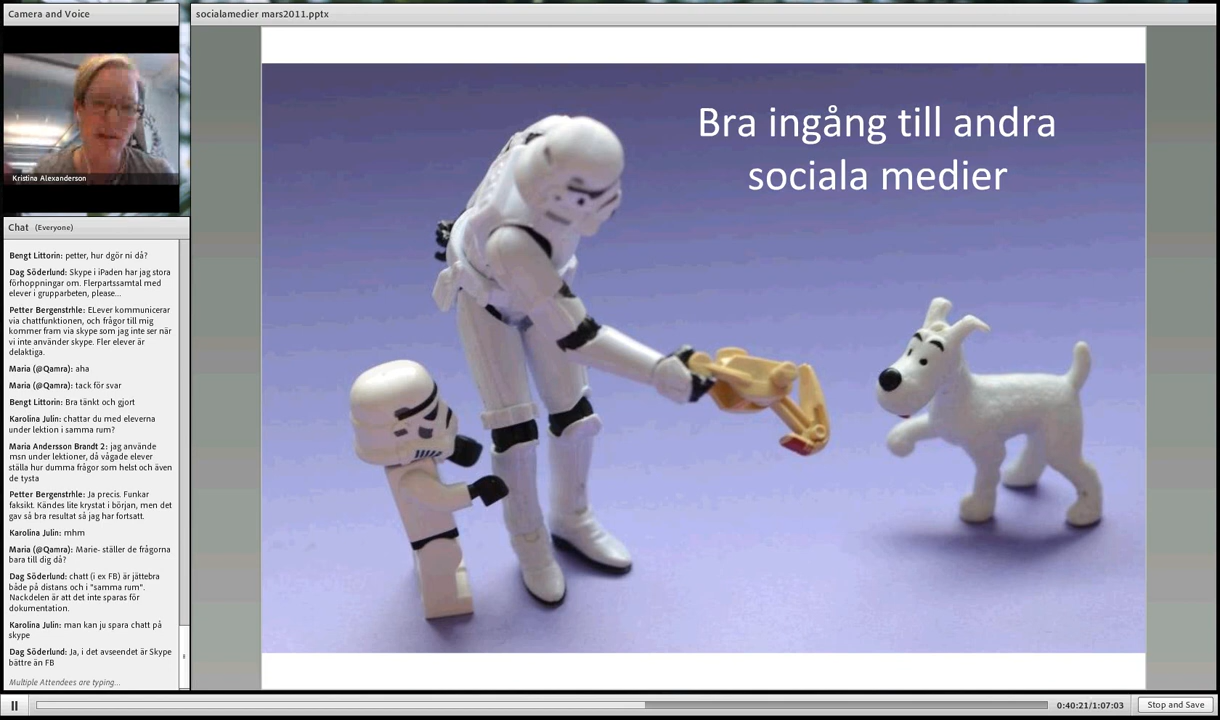 Camera and Voice
socialamedier mars2011.pptx
Kristina Alexanderson
Bra ingång till andra
sociala medier
Chat (Everyone)
Bengt Littorin: petter, hur dgör ni då?
Dag Söderlund: Skype i iPaden har jag stora
förhoppningar om. Flerpartssamtal med
elever i grupparbeten, please...
Petter Bergenstrhle: ELever kommunicerar
via chattfunktionen, och frågor till mig
kommer fram via skype som jag inte ser när
vi inte använder skype. Fler elever är
delaktiga.
Maria (@Qamra): aha
Maria (@Qamra): tack för svar
Bengt Littorin: Bra tänkt och gjort
Karolina Julin: chattar du med eleverna
under lektion i samma rum?
Maria Andersson Brandt 2: jag använde
msn under lektioner, då vågade elever
ställa hur dumma frågor som helst och även
de tysta
Petter Bergenstrhle: Ja precis. Funkar
faksikt. Kändes lite krystat i början, men det
gav så bra resultat så jag har fortsatt.
Karolina Julin: mhm
Maria (@Qamra): Marie- ställer de frågorna
bara till dig då?
Dag Söderlund: chatt (i ex FB) är jättebra
både på distans och i "samma rum".
Nackdelen är att det inte sparas för
dokumentation.
Karolina Julin: man kan ju spara chatt på
skype
Dag Söderlund: Ja, i det avseendet är Skype
bättre än FB
Multiple Attendees are typing...
0:40:21/1:07:03
Stop and Save